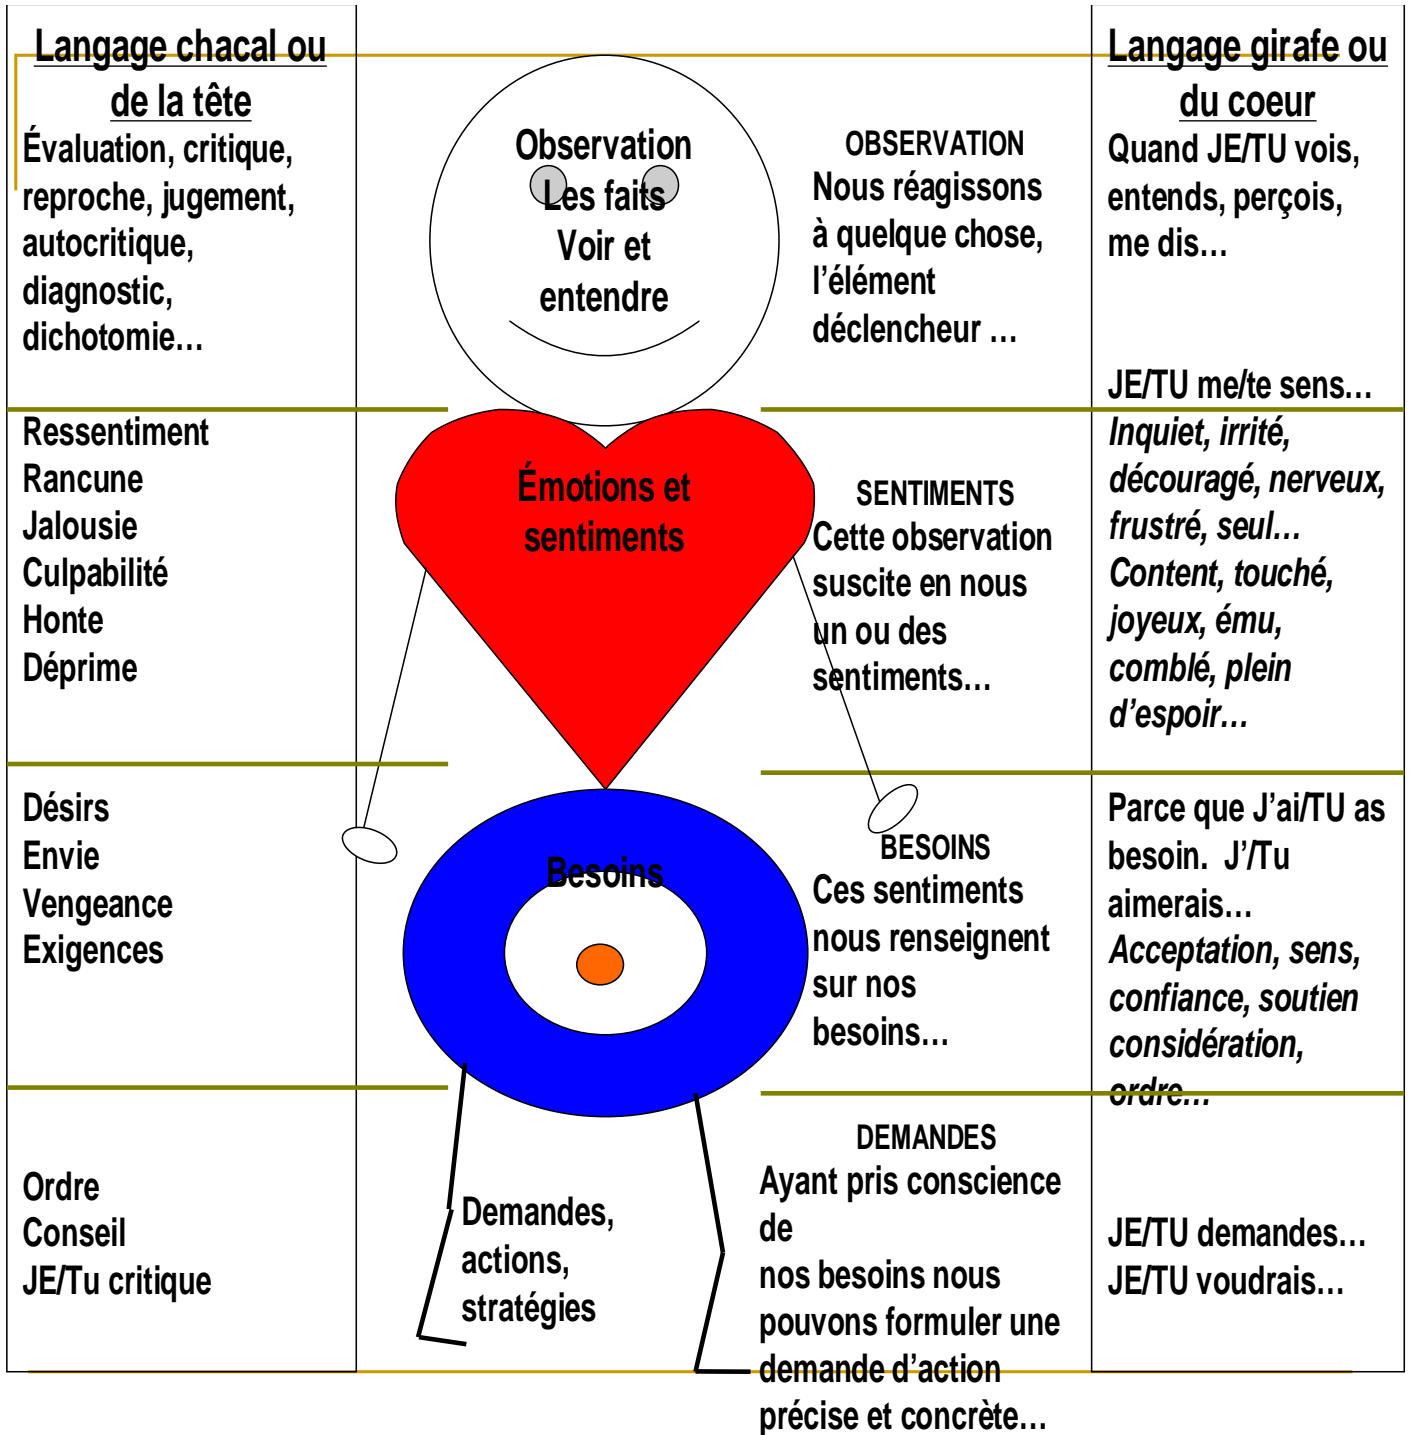 Langage chacal ou
de la tête
Évaluation, critique,
reproche, jugement,
autocritique,
diagnostic,
dichotomie…
Ressentiment
Rancune
Jalousie
Culpabilité
Honte
Déprime
Désirs
Envie
Vengeance
Exigences
Ordre
Conseil
JE/Tu critique
Observation
Les faits
Voir et
entendre
Émotions et
sentiments
Besoins
Demandes,
actions,
stratégies
OBSERVATION
Nous réagissons
à quelque chose,
l’élément
déclencheur …
SENTIMENTS
Cette observation
suscite en nous
un ou des
sentiments…
BESOINS
Ces sentiments
nous renseignent
sur nos
besoins…
DEMANDES
Ayant pris conscience
de
nos besoins nous
pouvons formuler une
demande d’action
précise et concrète…
Langage girafe ou
du coeur
Quand JE/TU vois,
entends, perçois,
me dis…
JE/TU me/te sens…
Inquiet, irrité,
découragé, nerveux,
frustré, seul…
Content, touché,
joyeux, ému,
comblé, plein
d’espoir…
Parce que J’ai/TU as
besoin. J’/Tu
aimerais…
Acceptation, sens,
confiance, soutien
considération,
ordre…
JE/TU demandes…
JE/TU voudrais…